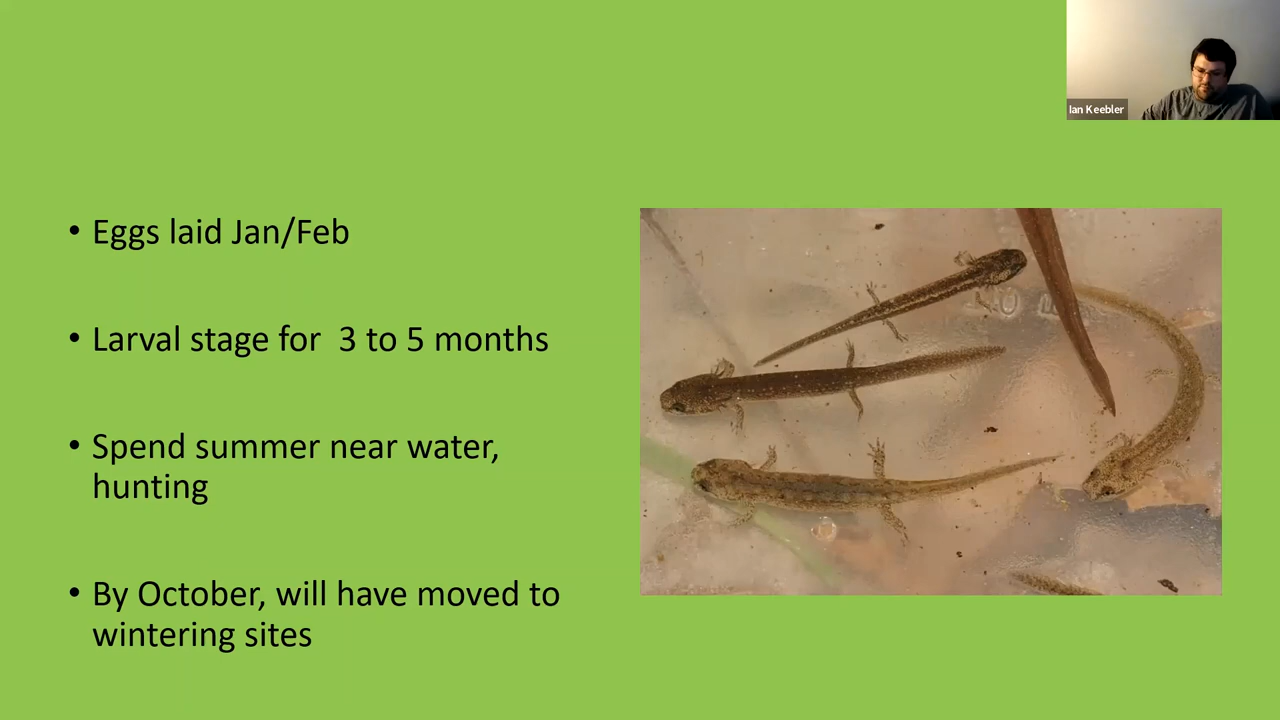 Ian Keebler
• Eggs laid Jan/Feb
• Larval stage for 3 to 5 months
• Spend summer near water,
hunting
• By October, will have moved to
wintering sites